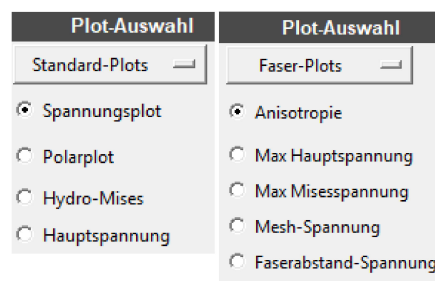 Plot-Auswahl
Standard-Plots
Spannungsplot
Polarplot
Hydro-Mises
Hauptspannung
Plot-Auswahl
Faser-Plots
Anisotropie
Max Hauptspannung
Max Misesspannung
Mesh-Spannung
Faserabstand-Spannung